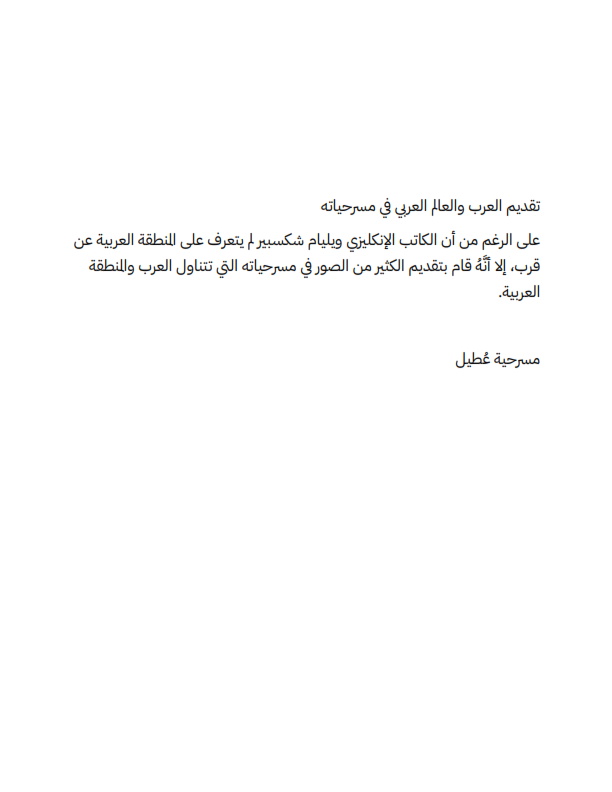 تقديم العرب والعالم العربي في مسرحياته
على الرغم من أن الكاتب الإنكليزي ويليام شكسبير لم يتعرف على المنطقة العربية عن
قرب، إلا أنَّهُ قام بتقديم الكثير من الصور في مسرحياته التي تتناول العرب والمنطقة
العربية.
مسرحية عُطيل